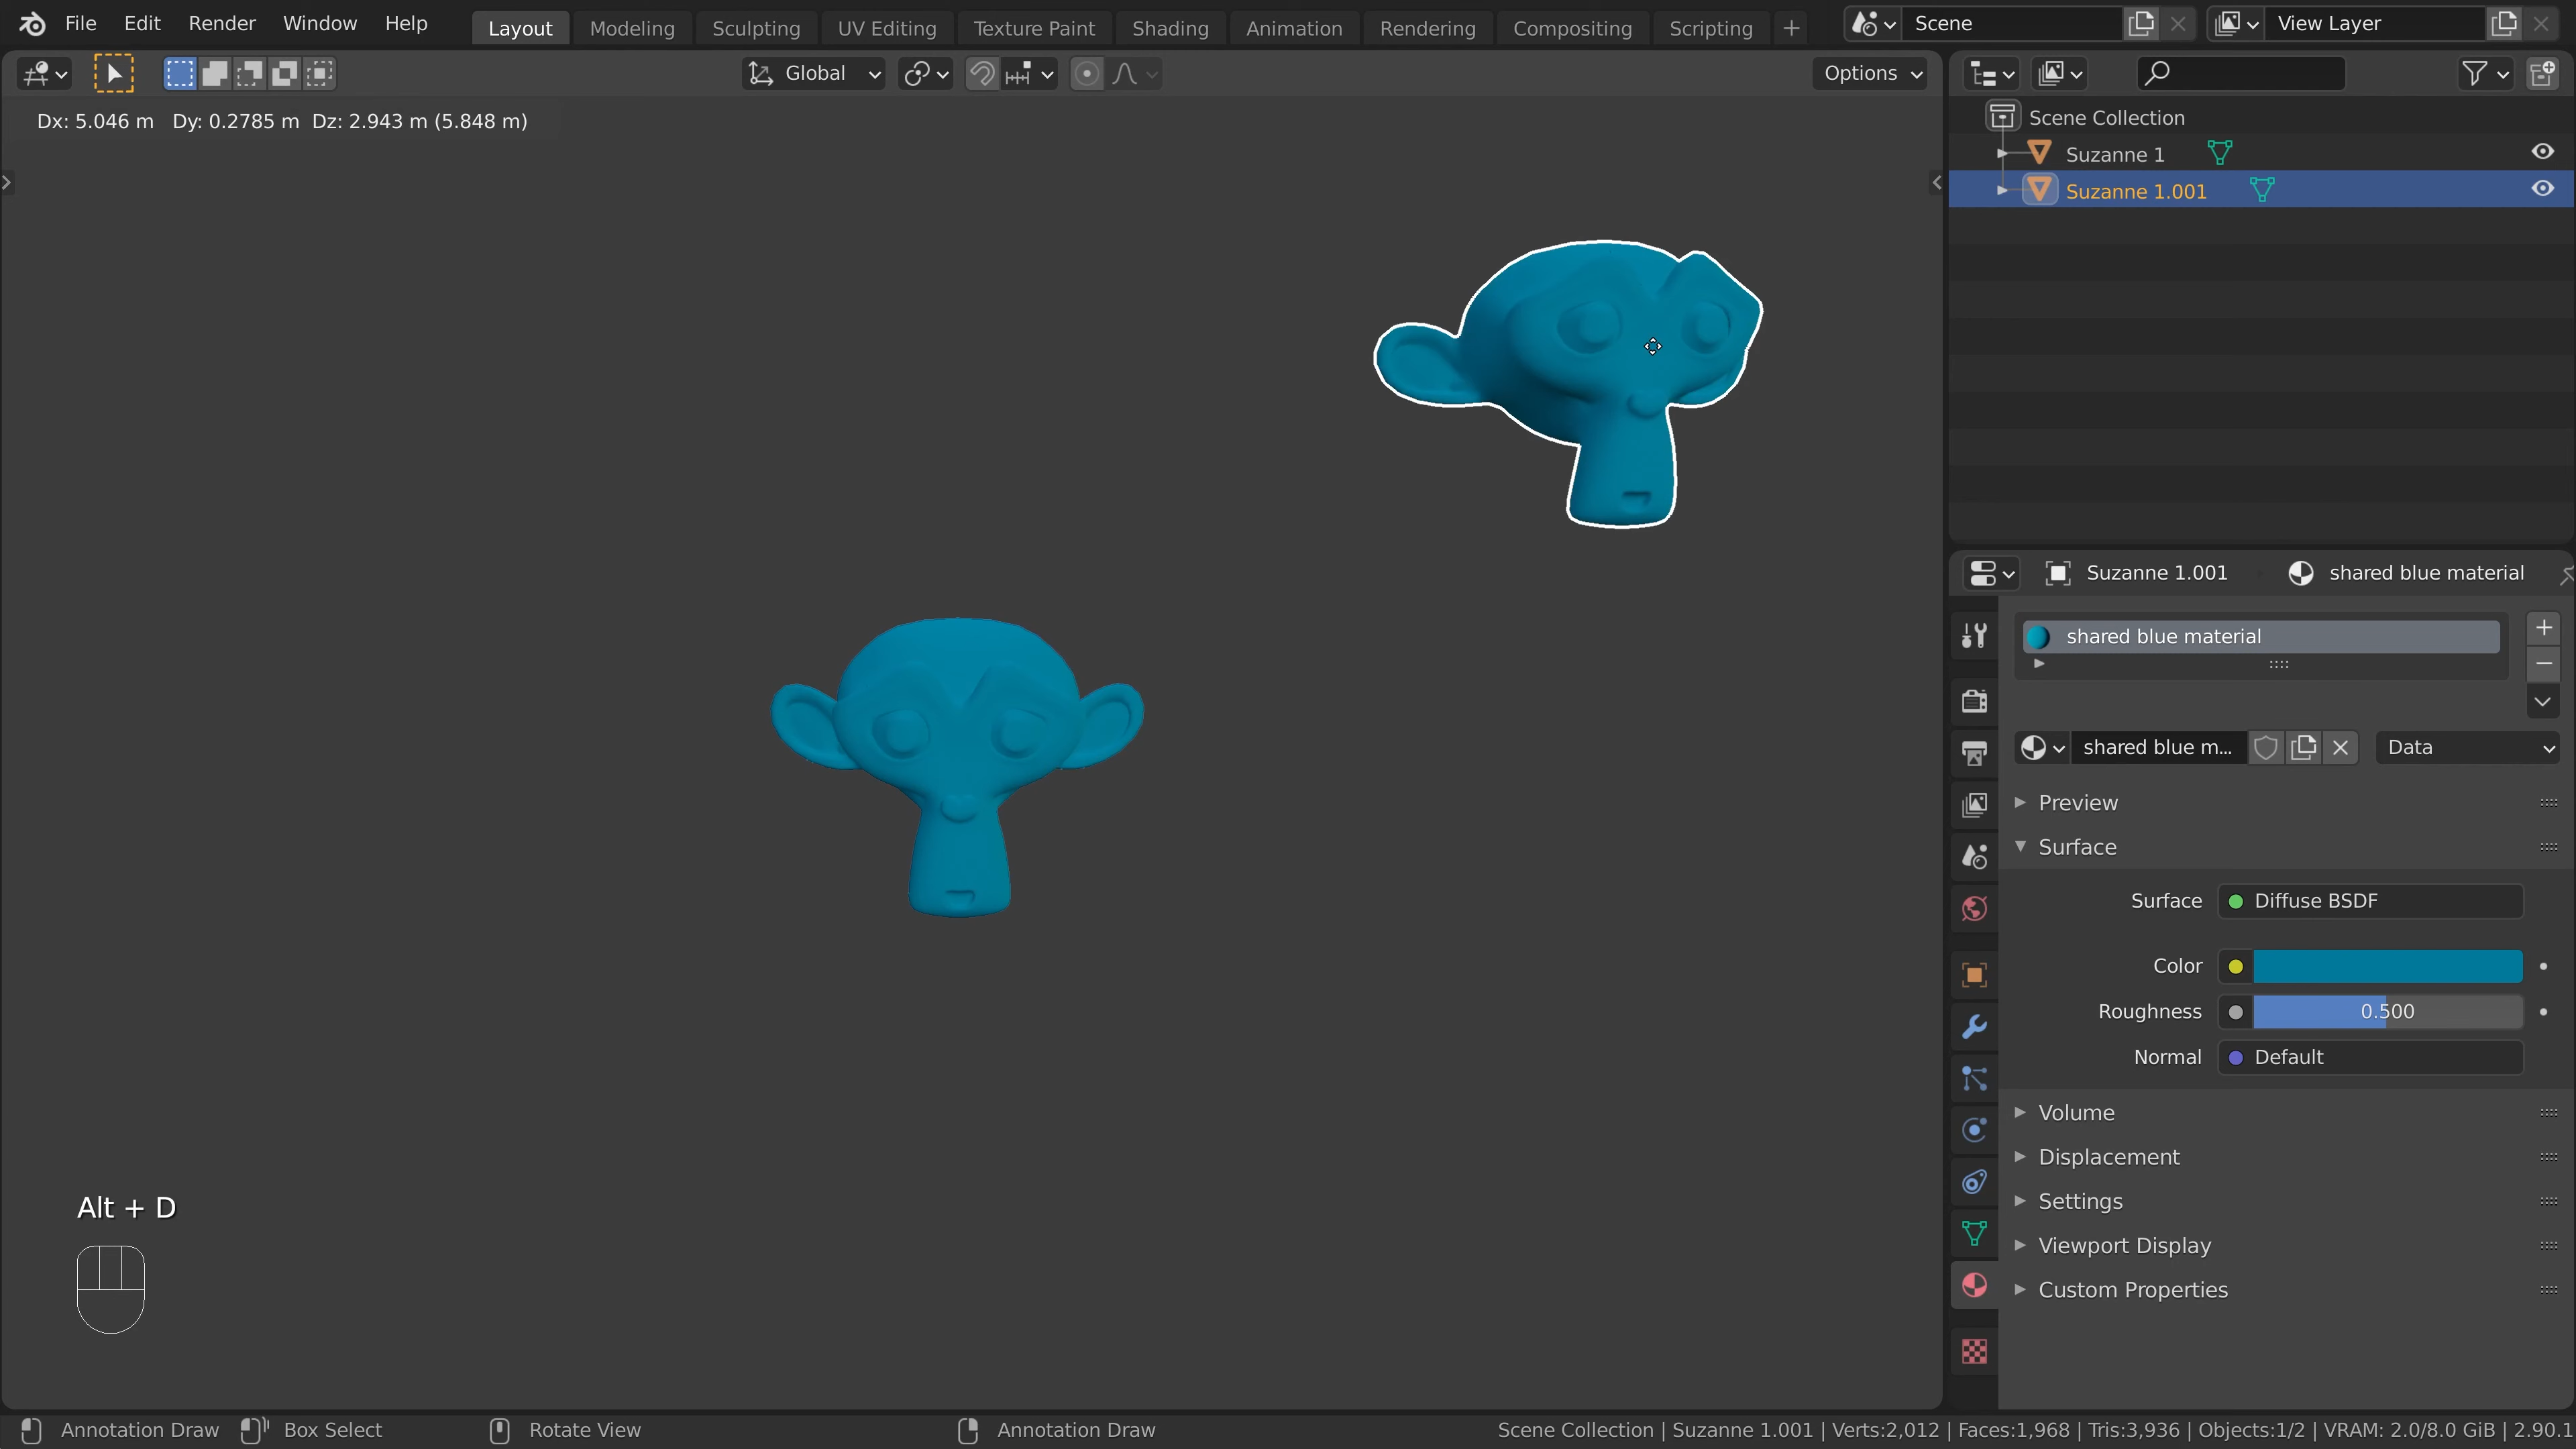 File Edit Render Window Help Layout Modeling Sculpting UV Editing Texture Paint Shading Animation Rendering Compositing Scripting + Scene View Layer
Global Options
Dx: 5.046 m Dy: 0.2785 m Dz: 2.943 m (5.848 m)
Scene Collection
Suzanne 1
Suzanne 1.001
Suzanne 1.001 shared blue material
shared blue material
shared blue m... Data
Preview
Surface
Surface Diffuse BSDF
Color
Roughness 0.500
Normal Default
Volume
Displacement
Settings
Viewport Display
Custom Properties
Alt + D
Annotation Draw Box Select Rotate View Annotation Draw Scene Collection | Suzanne 1.001 | Verts:2,012 | Faces:1,968 | Tris:3,936 | Objects:1/2 | VRAM: 2.0/8.0 GiB | 2.90.1